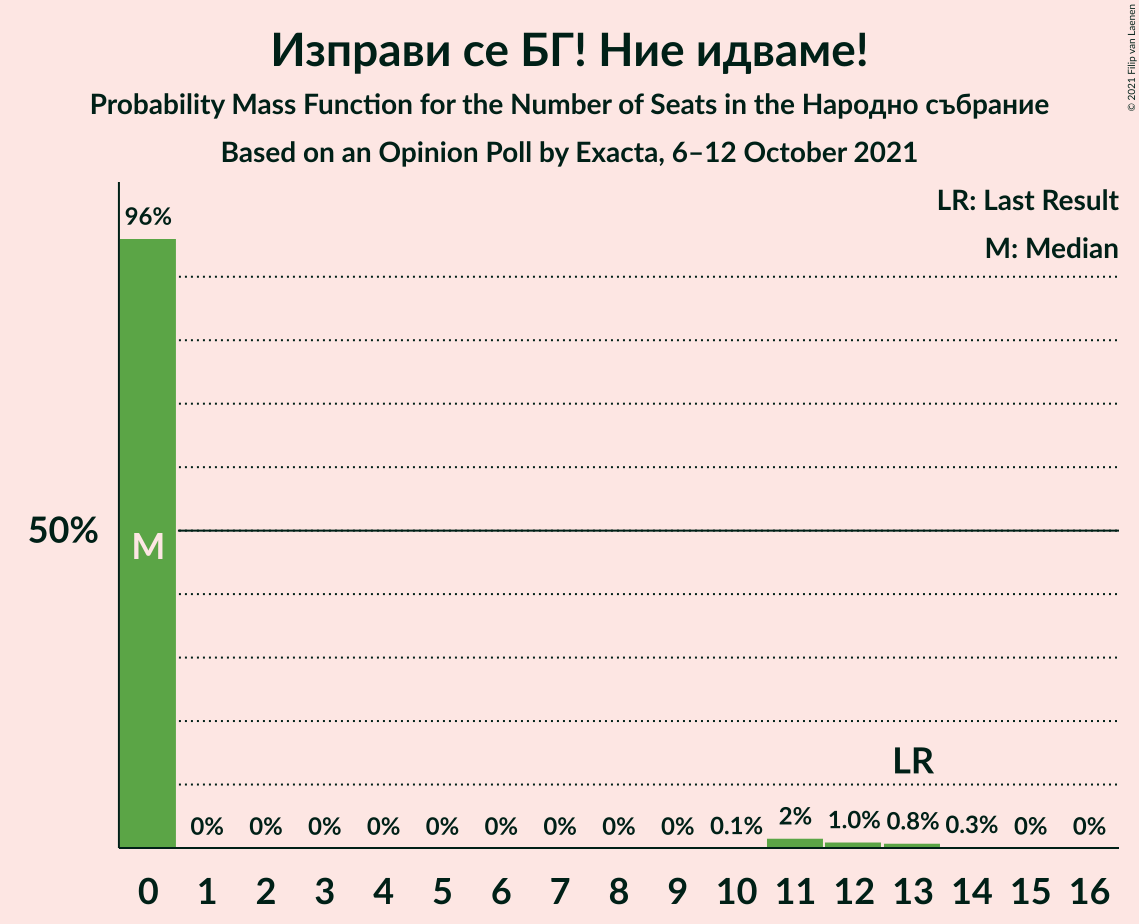 Изправи се БГ! Ние идваме!
Probability Mass Function for the Number of Seats in the Народно събрание
Based on an Opinion Poll by Exacta, 6–12 October 2021
© 2021 Filip van Laenen
LR: Last Result
M: Median
96%
50%
M
LR
0% 0% 0% 0% 0% 0% 0% 0% 0% 0.1% 2% 1.0% 0.8% 0.3% 0% 0%
0 1 2 3 4 5 6 7 8 9 10 11 12 13 14 15 16